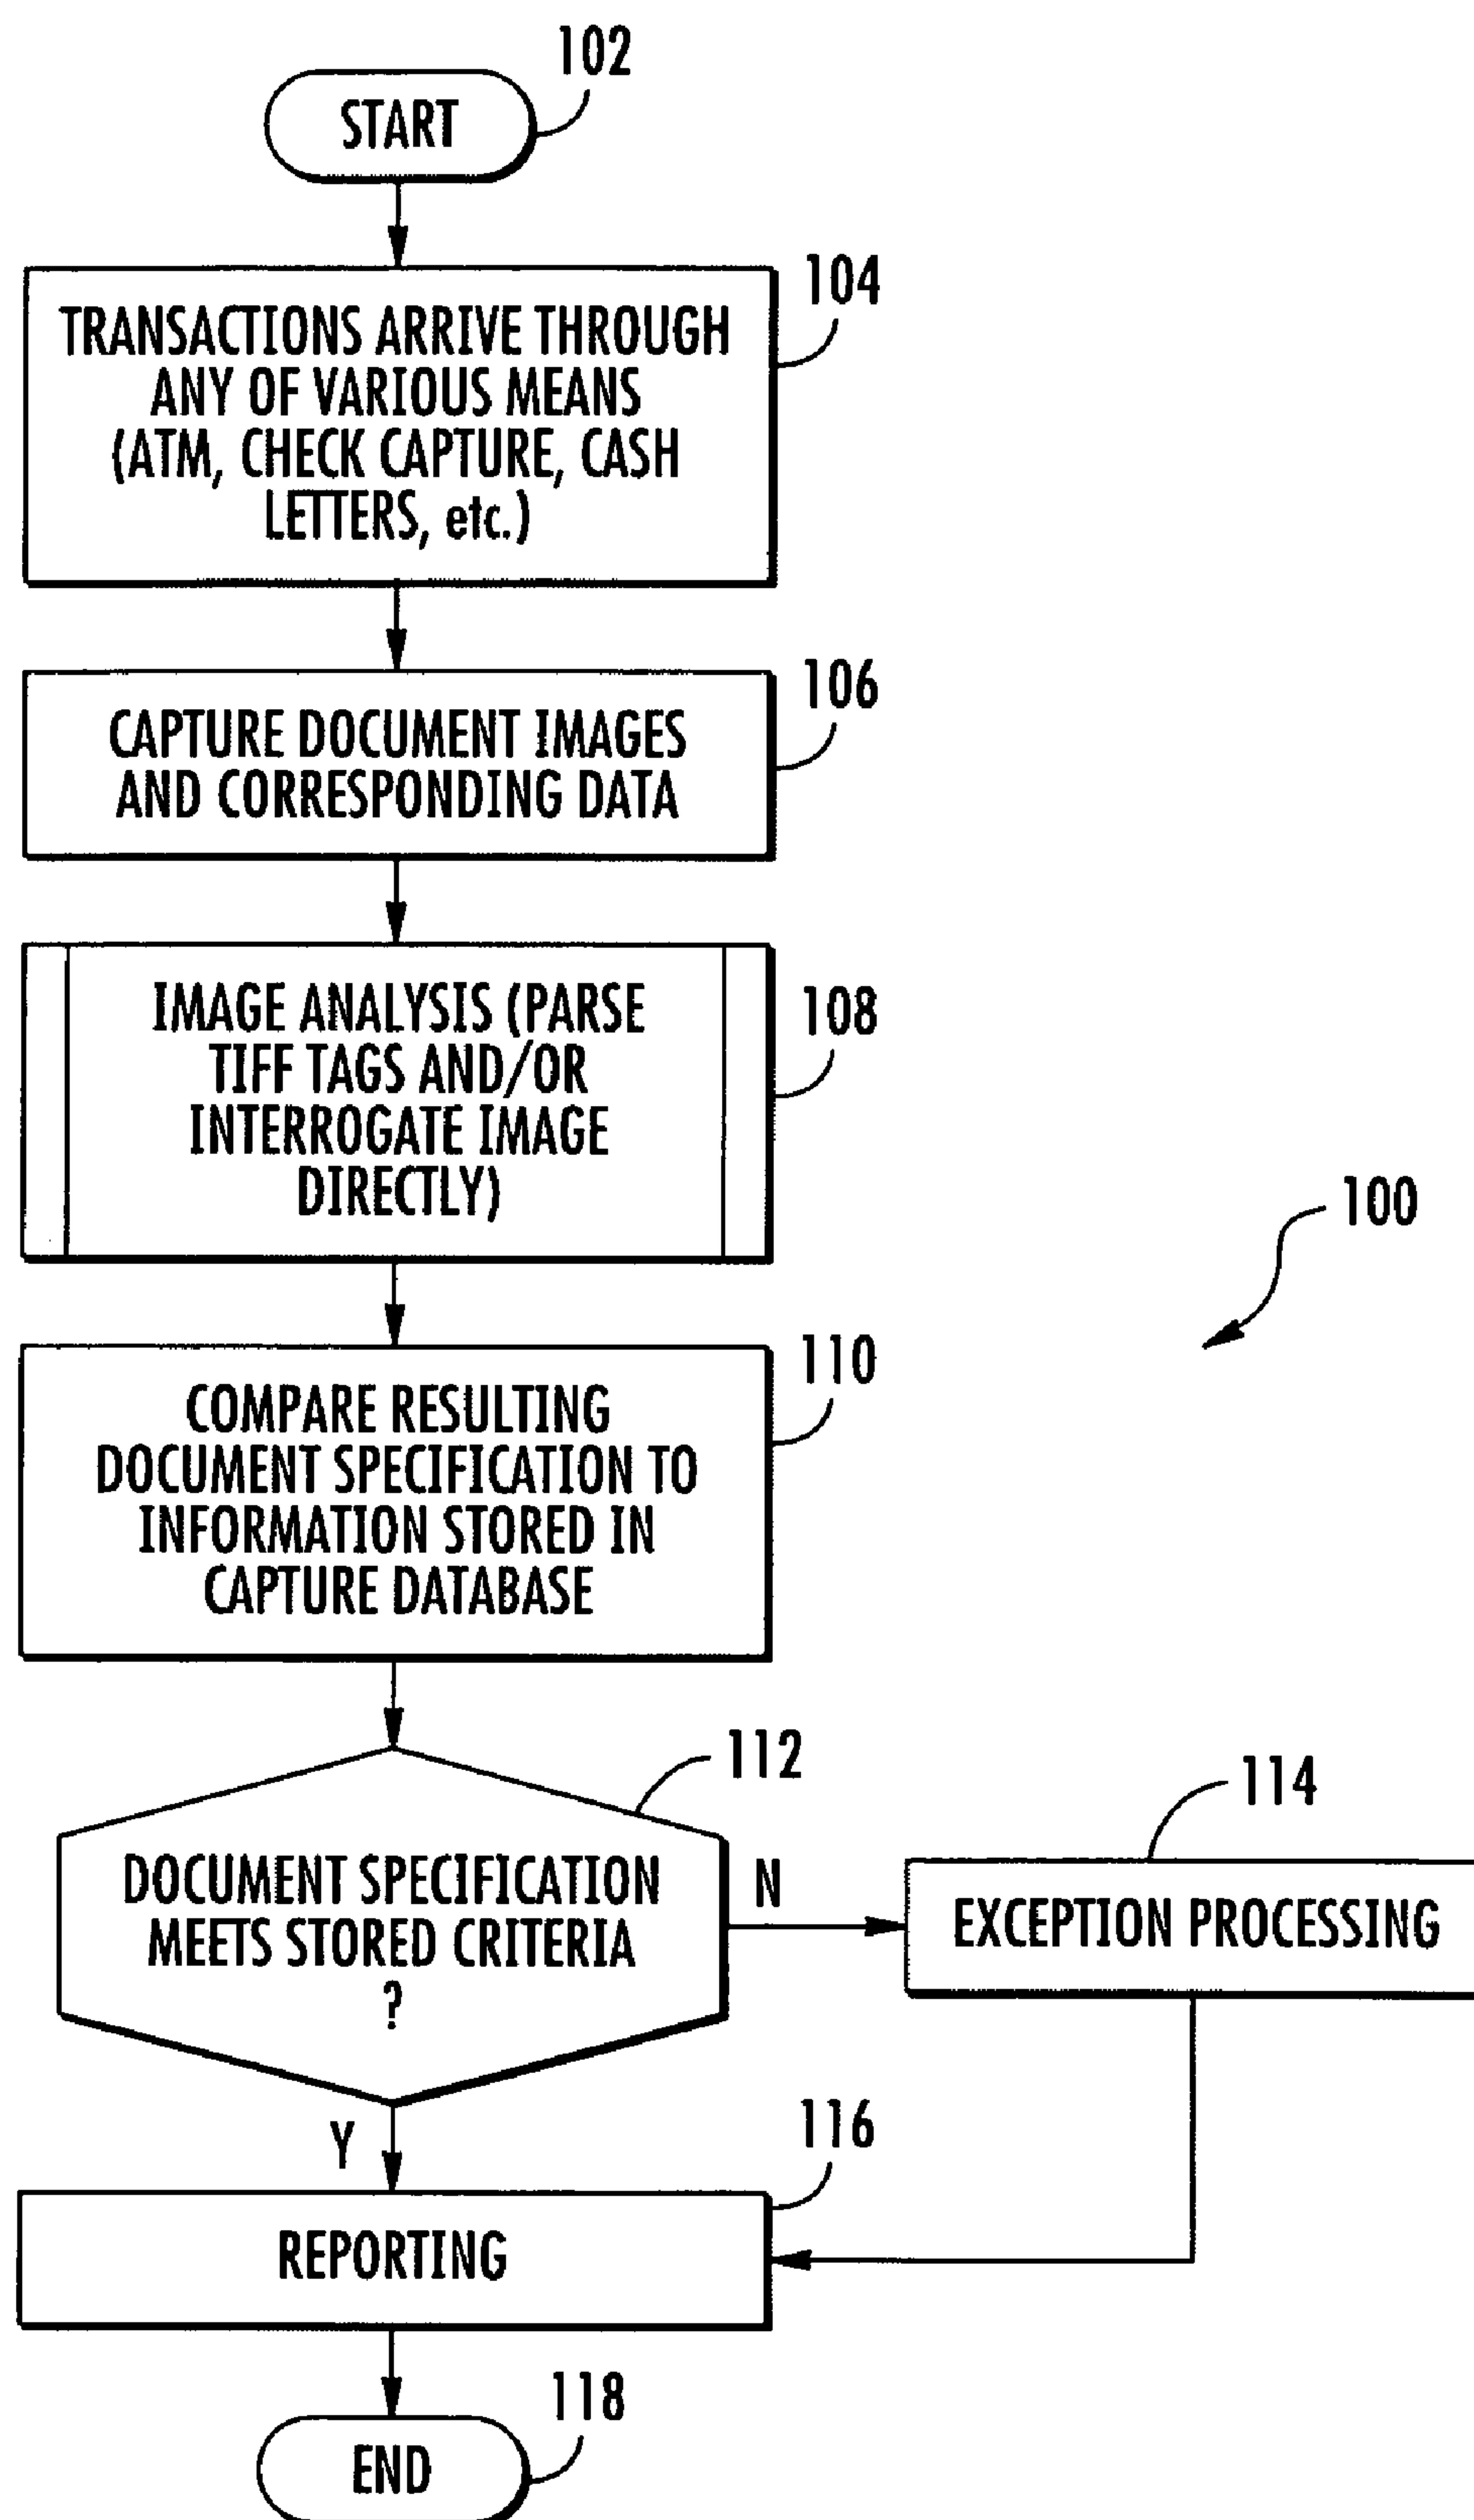 102
START
104
TRANSACTIONS ARRIVE THROUGH
ANY OF VARIOUS MEANS
(ATM, CHECK CAPTURE, CASH
LETTERS, etc.)
106
CAPTURE DOCUMENT IMAGES
AND CORRESPONDING DATA
108
IMAGE ANALYSIS (PARSE
TIFF TAGS AND/OR
INTERROGATE IMAGE
DIRECTLY)
100
110
COMPARE RESULTING
DOCUMENT SPECIFICATION TO
INFORMATION STORED IN
CAPTURE DATABASE
112
DOCUMENT SPECIFICATION
MEETS STORED CRITERIA
?
N
114
EXCEPTION PROCESSING
Y
116
REPORTING
118
END